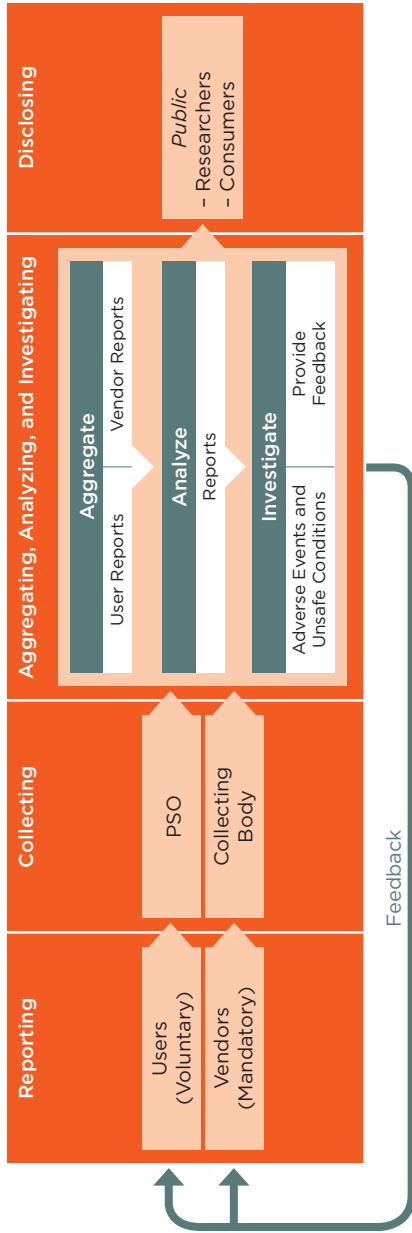 Reporting
Users
(Voluntary)
Vendors
(Mandatory)
Collecting
PSO
Collecting
Body
Aggregating, Analyzing, and Investigating
Aggregate
User Reports
Vendor Reports
Analyze
Reports
Investigate
Adverse Events and
Unsafe Conditions
Provide
Feedback
Disclosing
Public
– Researchers
– Consumers
Feedback